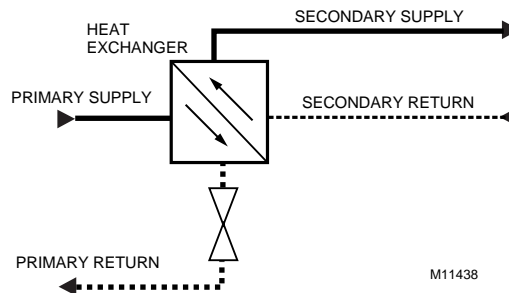 SECONDARY SUPPLY
HEAT
EXCHANGER
PRIMARY SUPPLY
SECONDARY RETURN
PRIMARY RETURN
M11438